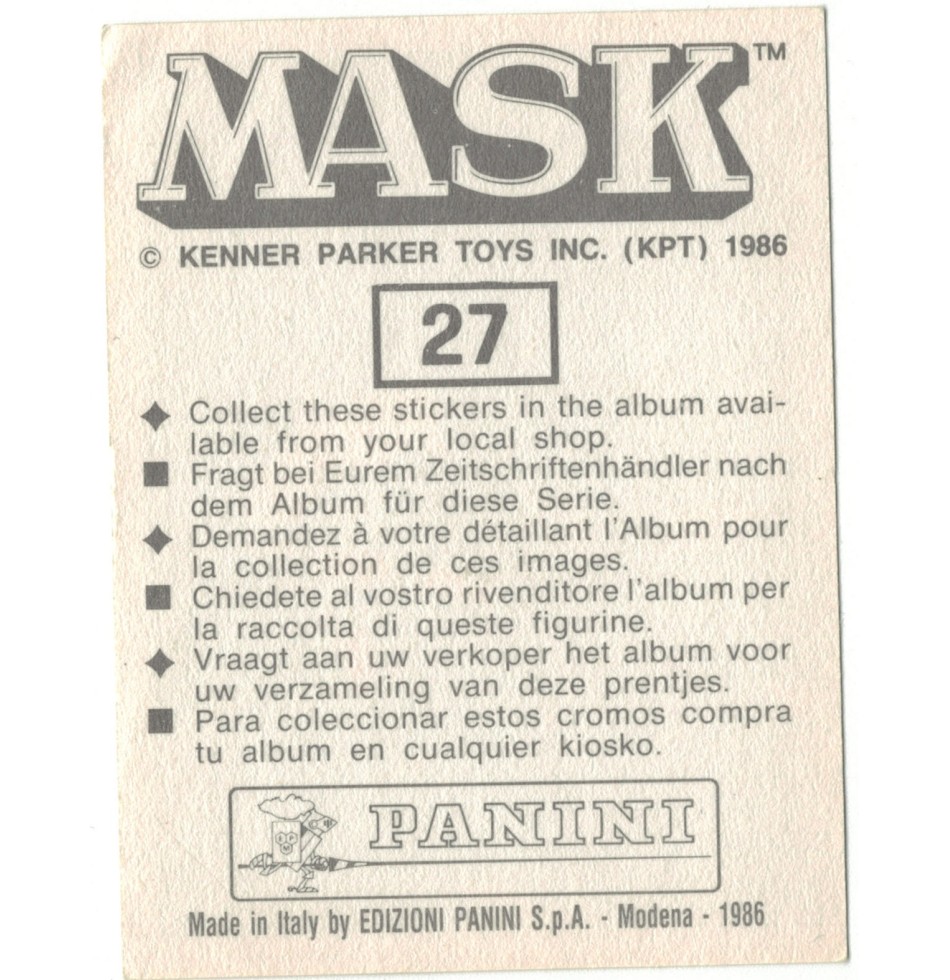 MASK™
© KENNER PARKER TOYS INC. (KPT) 1986
27
Collect these stickers in the album avai-
lable from your local shop.
Fragt bei Eurem Zeitschriftenhändler nach
dem Album für diese Serie.
Demandez à votre détaillant l'Album pour
la collection de ces images.
Chiedete al vostro rivenditore l'album per
la raccolta di queste figurine.
Vraagt aan uw verkoper het album voor
uw verzameling van deze prentjes.
Para coleccionar estos cromos compra
tu album en cualquier kiosko.
PANINI
Made in Italy by EDIZIONI PANINI S.p.A. - Modena - 1986